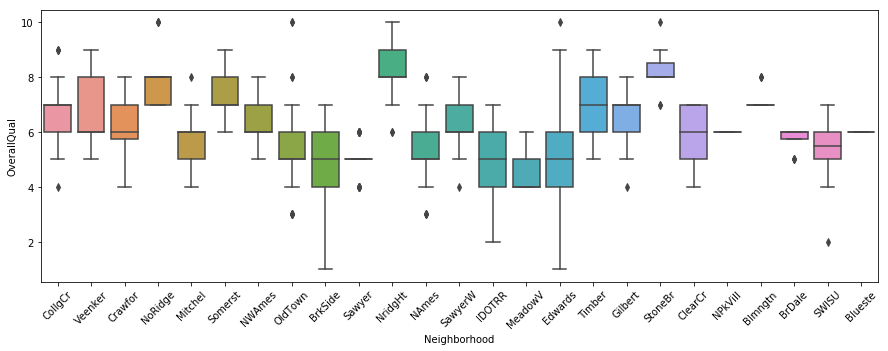 OverallQual
10
8
6
4
2
CollgCr
Veenker
Crawfor
NoRidge
Mitchel
Somerst
NWAmes
OldTown
BrkSide
Sawyer
NridgHt
NAmes
SawyerW
IDOTRR
MeadowV
Edwards
Timber
Gilbert
StoneBr
ClearCr
NPkVill
Blmngtn
BrDale
SWISU
Blueste
Neighborhood